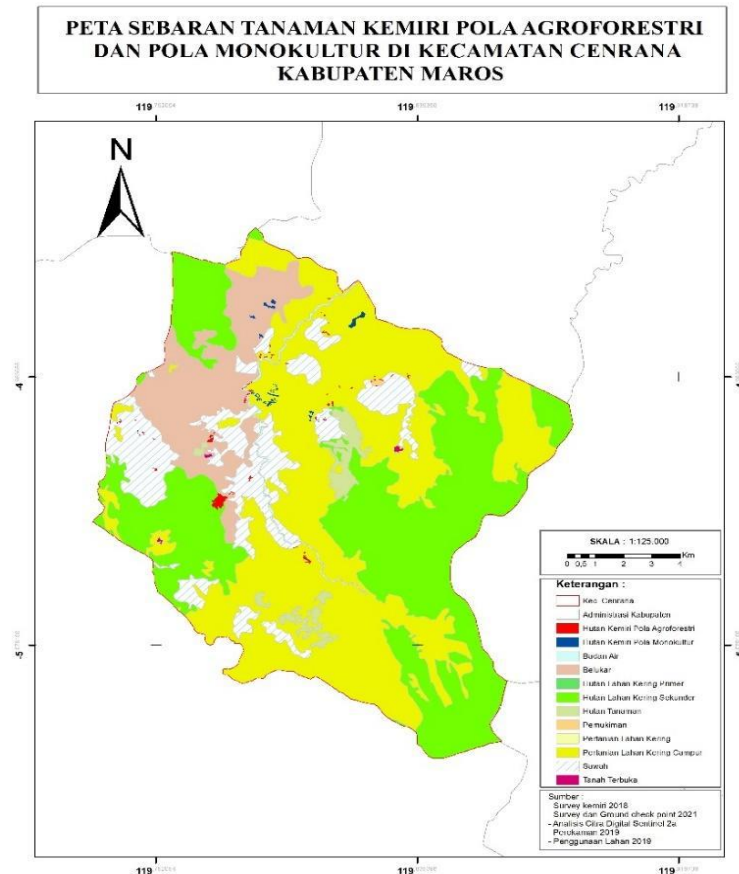 PETA SEBARAN TANAMAN KEMIRI POLA AGROFORESTRI
DAN POLA MONOKULTUR DI KECAMATAN CENRANA
KABUPATEN MAROS
119 119 119
N
SKALA : 1:125.000
0 0,5 1 2 3 4 Km
Keterangan :
Kec. Cenrana
Administrasi Kabupaten
Hutan Kemiri Pola Agroforestri
Hutan Kemiri Pola Monokultur
Badan Air
Belukar
Hutan Lahan Kering Primer
Hutan Lahan Kering Sekunder
Hutan Tanaman
Pemukiman
Pertanian Lahan Kering
Pertanian Lahan Kering Campur
Sawah
Tanah Terbuka
Sumber :
Survey kemiri 2018
Survey dan Ground check point 2021
- Analisis Citra Digital Sentinel 2a
Perekaman 2019
- Penggunaan Lahan 2019
119 119 119